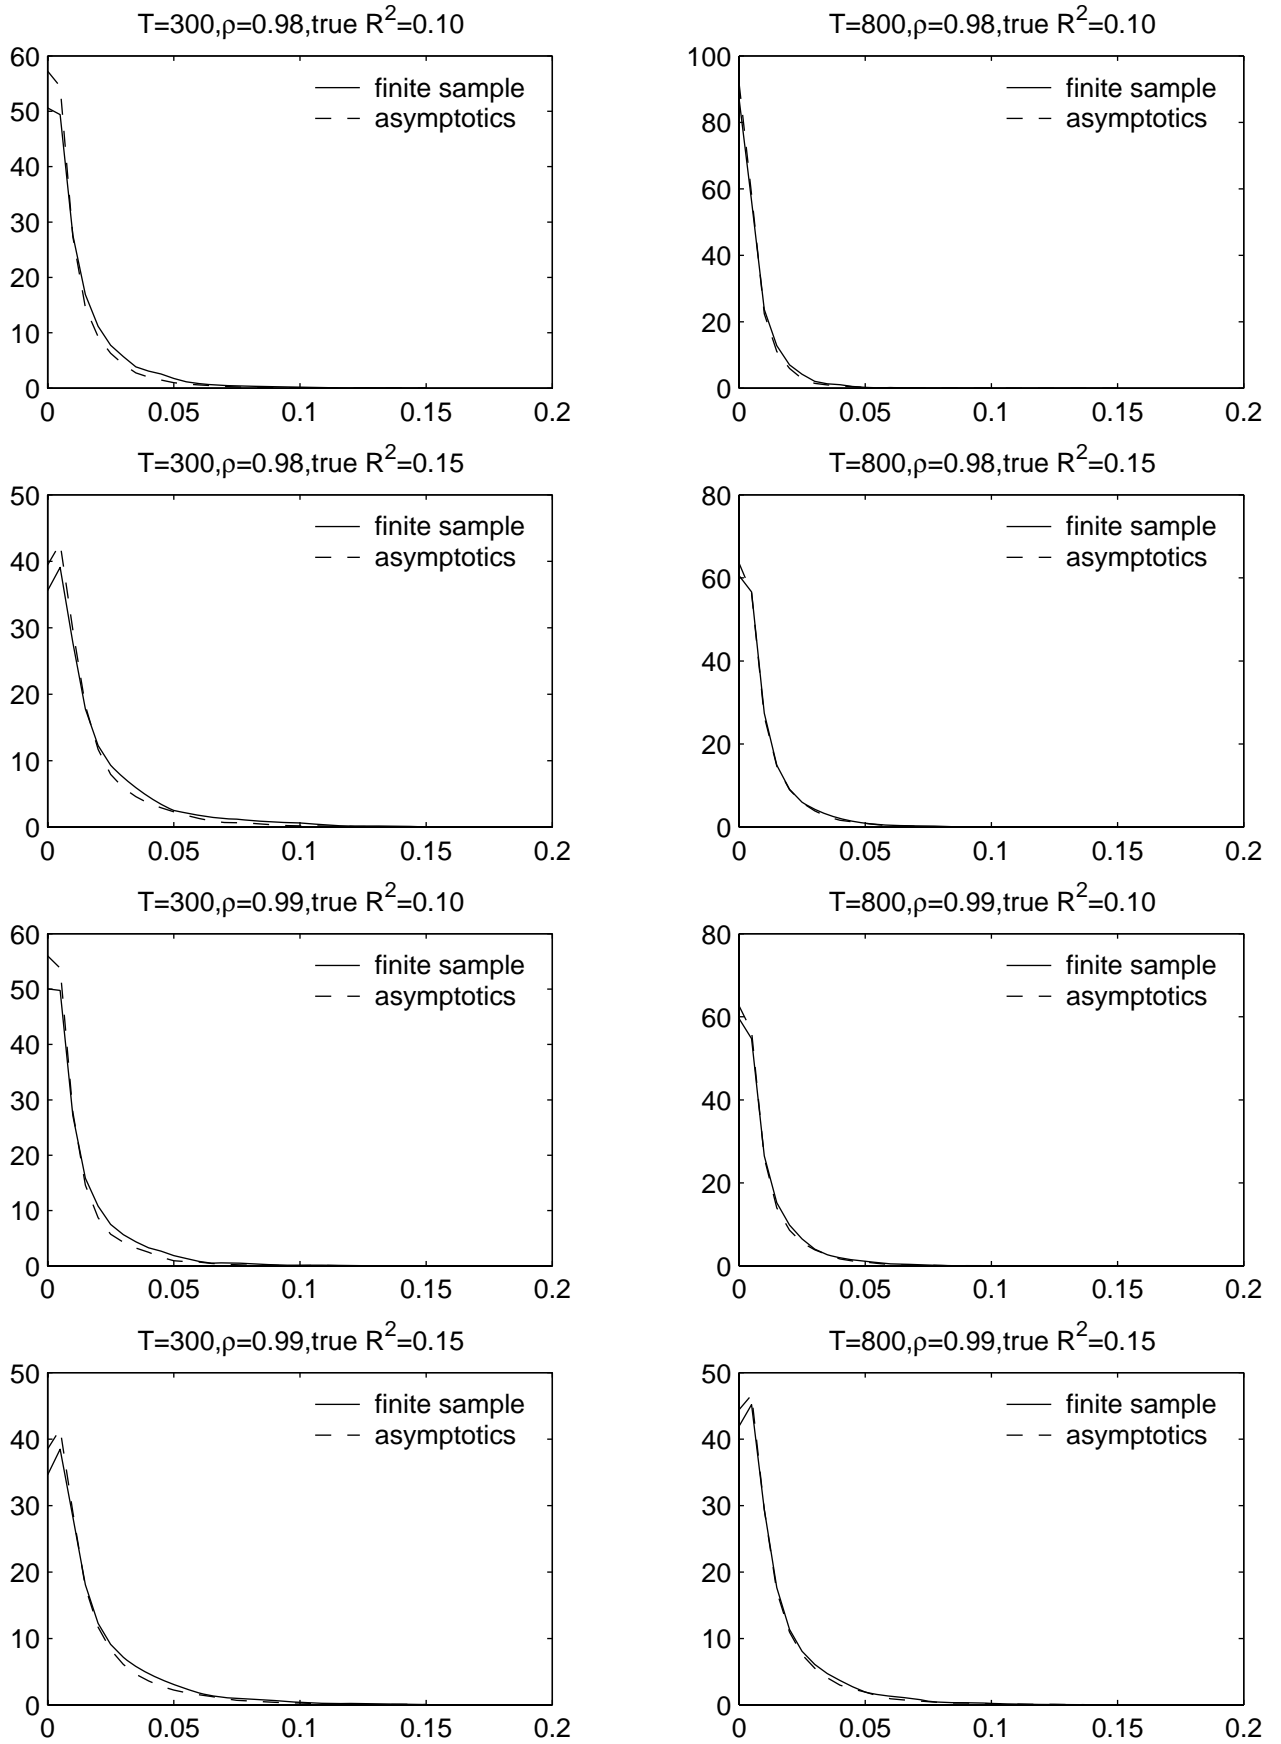 T=300,ρ=0.98,true R²=0.10
60
50
40
30
20
10
0
finite sample
asymptotics
0 0.05 0.1 0.15 0.2
T=800,ρ=0.98,true R²=0.10
100
80
60
40
20
0
finite sample
asymptotics
0 0.05 0.1 0.15 0.2
T=300,ρ=0.98,true R²=0.15
50
40
30
20
10
0
finite sample
asymptotics
0 0.05 0.1 0.15 0.2
T=800,ρ=0.98,true R²=0.15
80
60
40
20
0
finite sample
asymptotics
0 0.05 0.1 0.15 0.2
T=300,ρ=0.99,true R²=0.10
60
50
40
30
20
10
0
finite sample
asymptotics
0 0.05 0.1 0.15 0.2
T=800,ρ=0.99,true R²=0.10
80
60
40
20
0
finite sample
asymptotics
0 0.05 0.1 0.15 0.2
T=300,ρ=0.99,true R²=0.15
50
40
30
20
10
0
finite sample
asymptotics
0 0.05 0.1 0.15 0.2
T=800,ρ=0.99,true R²=0.15
50
40
30
20
10
0
finite sample
asymptotics
0 0.05 0.1 0.15 0.2